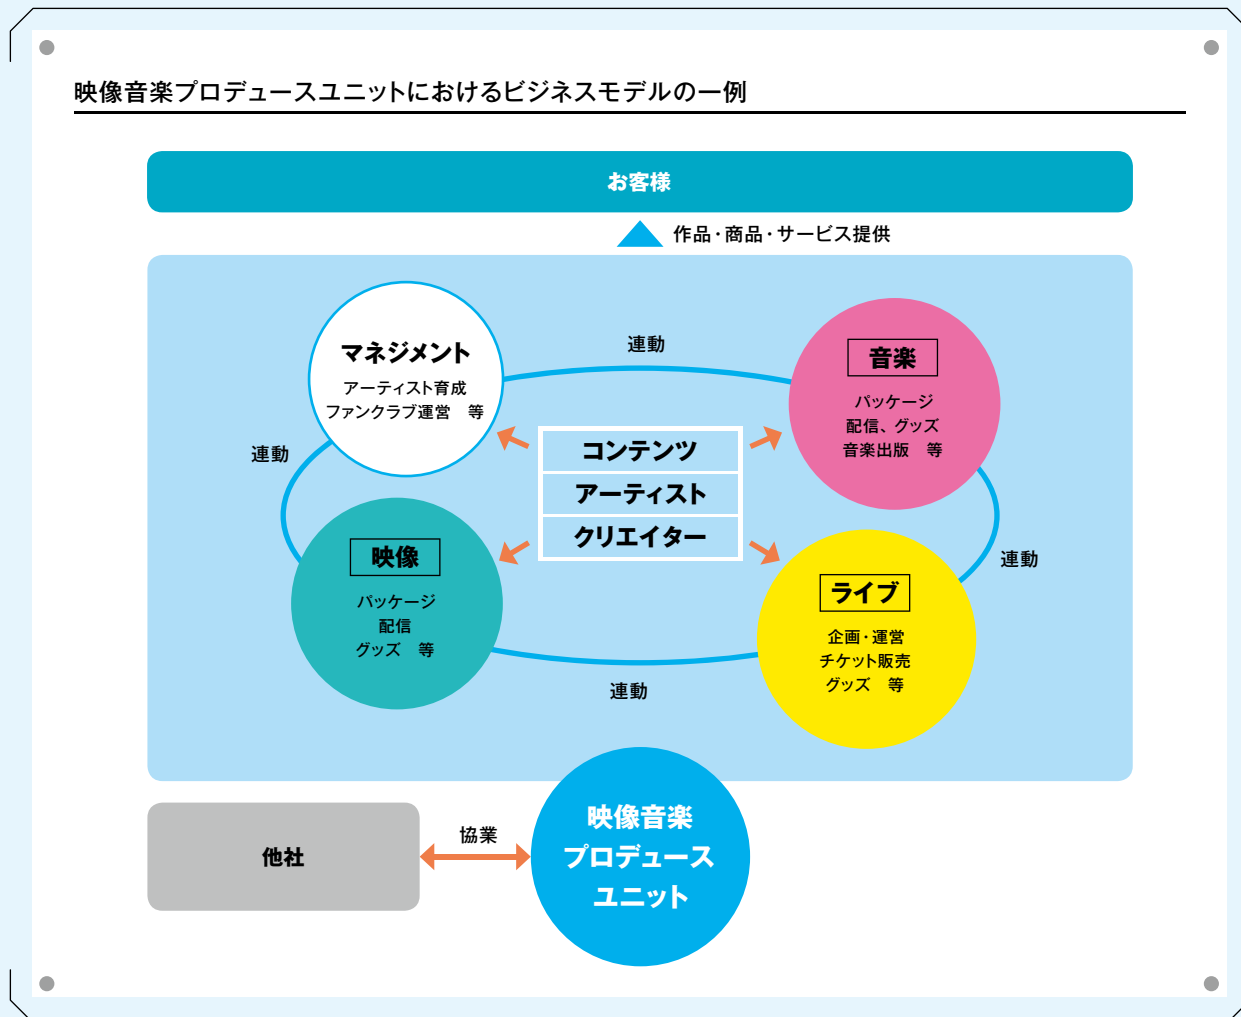 映像音楽プロデュースユニットにおけるビジネスモデルの一例
お客様
作品・商品・サービス提供
マネジメント
アーティスト育成
ファンクラブ運営　等
連動
音楽
パッケージ
配信、グッズ
音楽出版　等
連動
コンテンツ
アーティスト
クリエイター
映像
パッケージ
配信
グッズ　等
連動
ライブ
企画・運営
チケット販売
グッズ　等
連動
映像音楽
プロデュース
ユニット
協業
他社